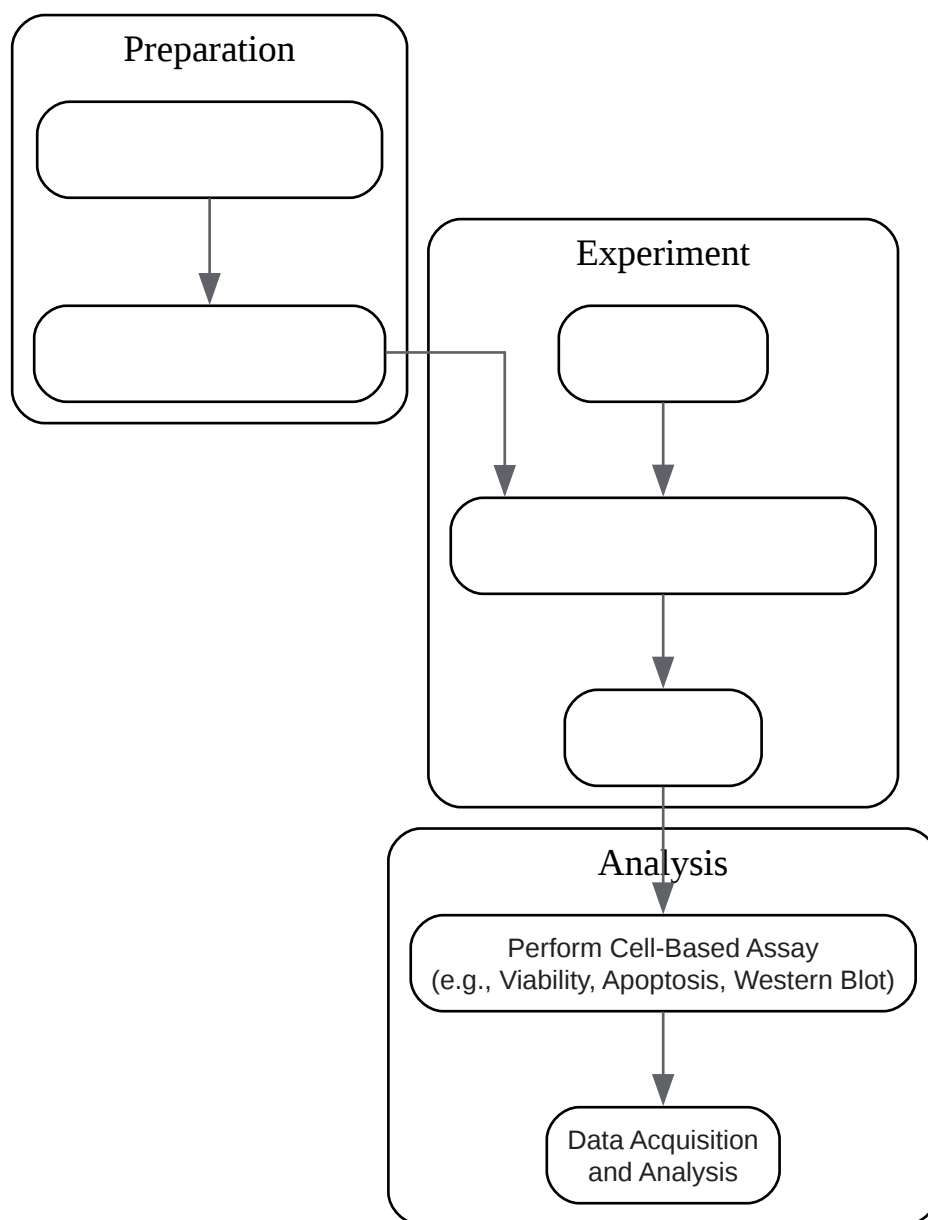 Preparation
Experiment
Analysis
Perform Cell-Based Assay
(e.g., Viability, Apoptosis, Western Blot)
Data Acquisition
and Analysis